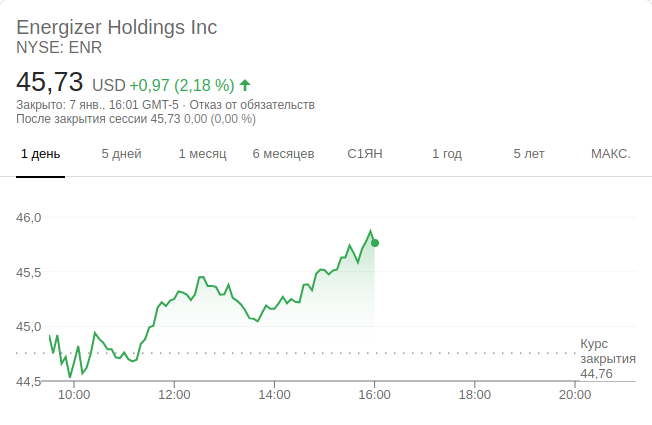 Energizer Holdings Inc
NYSE: ENR
45,73 USD +0,97 (2,18 %)
Закрыто: 7 янв., 16:01 GMT-5 · Отказ от обязательств
После закрытия сессии 45,73 0,00 (0,00 %)
1 день 5 дней 1 месяц 6 месяцев С1ЯН 1 год 5 лет МАКС.
46,0
45,5
45,0
Курс
закрытия
44,76
44,5
10:00 12:00 14:00 16:00 18:00 20:00